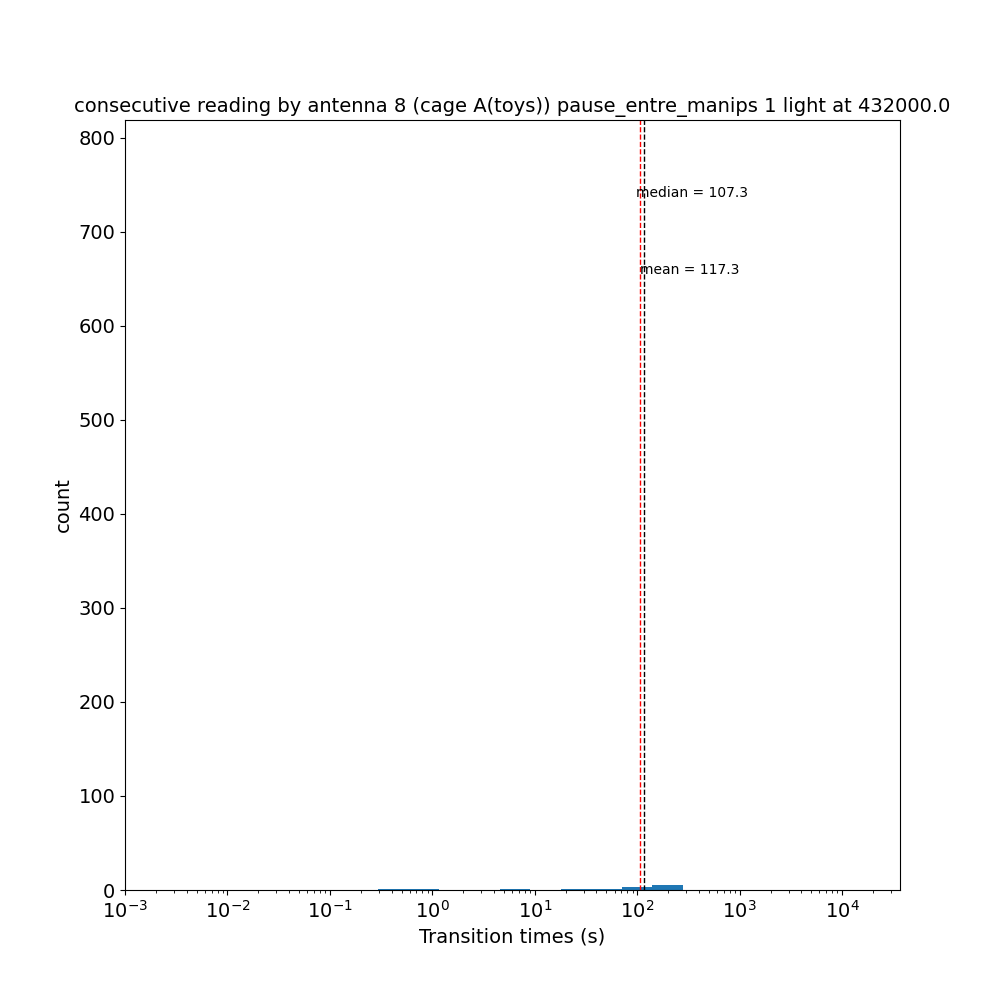 consecutive reading by antenna 8 (cage A(toys)) pause_entre_manips 1 light at 432000.0
800
median = 107.3
700
mean = 117.3
600
500
400
300
200
100
0
count
10⁻³ 10⁻² 10⁻¹ 10⁰ 10¹ 10² 10³ 10⁴
Transition times (s)